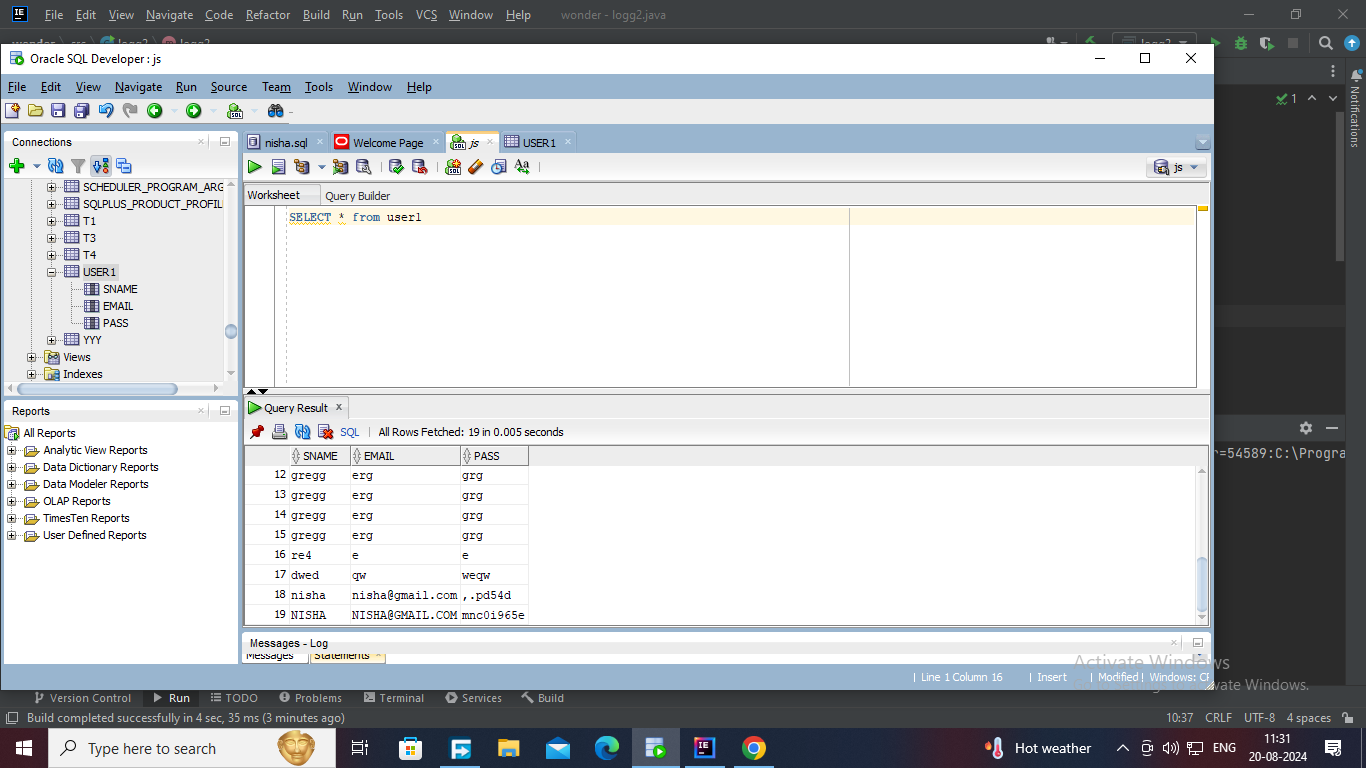 File Edit View Navigate Code Refactor Build Run Tools VCS Window Help wonder - logg2.java
Oracle SQL Developer : js
File Edit View Navigate Run Source Team Tools Window Help
Connections
nisha.sql Welcome Page js USER1
js
SCHEDULER_PROGRAM_ARG
SQLPLUS_PRODUCT_PROFIL
T1
T3
T4
USER1
SNAME
EMAIL
PASS
YYY
Views
Indexes
Worksheet Query Builder
SELECT * from user1
Reports
All Reports
Analytic View Reports
Data Dictionary Reports
Data Modeler Reports
OLAP Reports
TimesTen Reports
User Defined Reports
Query Result
SQL | All Rows Fetched: 19 in 0.005 seconds
SNAME EMAIL PASS
12 gregg erg grg
13 gregg erg grg
14 gregg erg grg
15 gregg erg grg
16 re4 e e
17 dwed qw weqw
18 nisha nisha@gmail.com ,.pd54d
19 NISHA NISHA@GMAIL.COM mnc0i965e
Messages - Log
Messages Statements
| Line 1 Column 16 | Insert | Modified | Windows: CR
1
Notifications
r=54589:C:\Progra
Activate Windows
vate Windows.
Version Control Run TODO Problems Terminal Services Build
Build completed successfully in 4 sec, 35 ms (3 minutes ago) 10:37 CRLF UTF-8 4 spaces
Type here to search
Hot weather ENG 11:31
20-08-2024